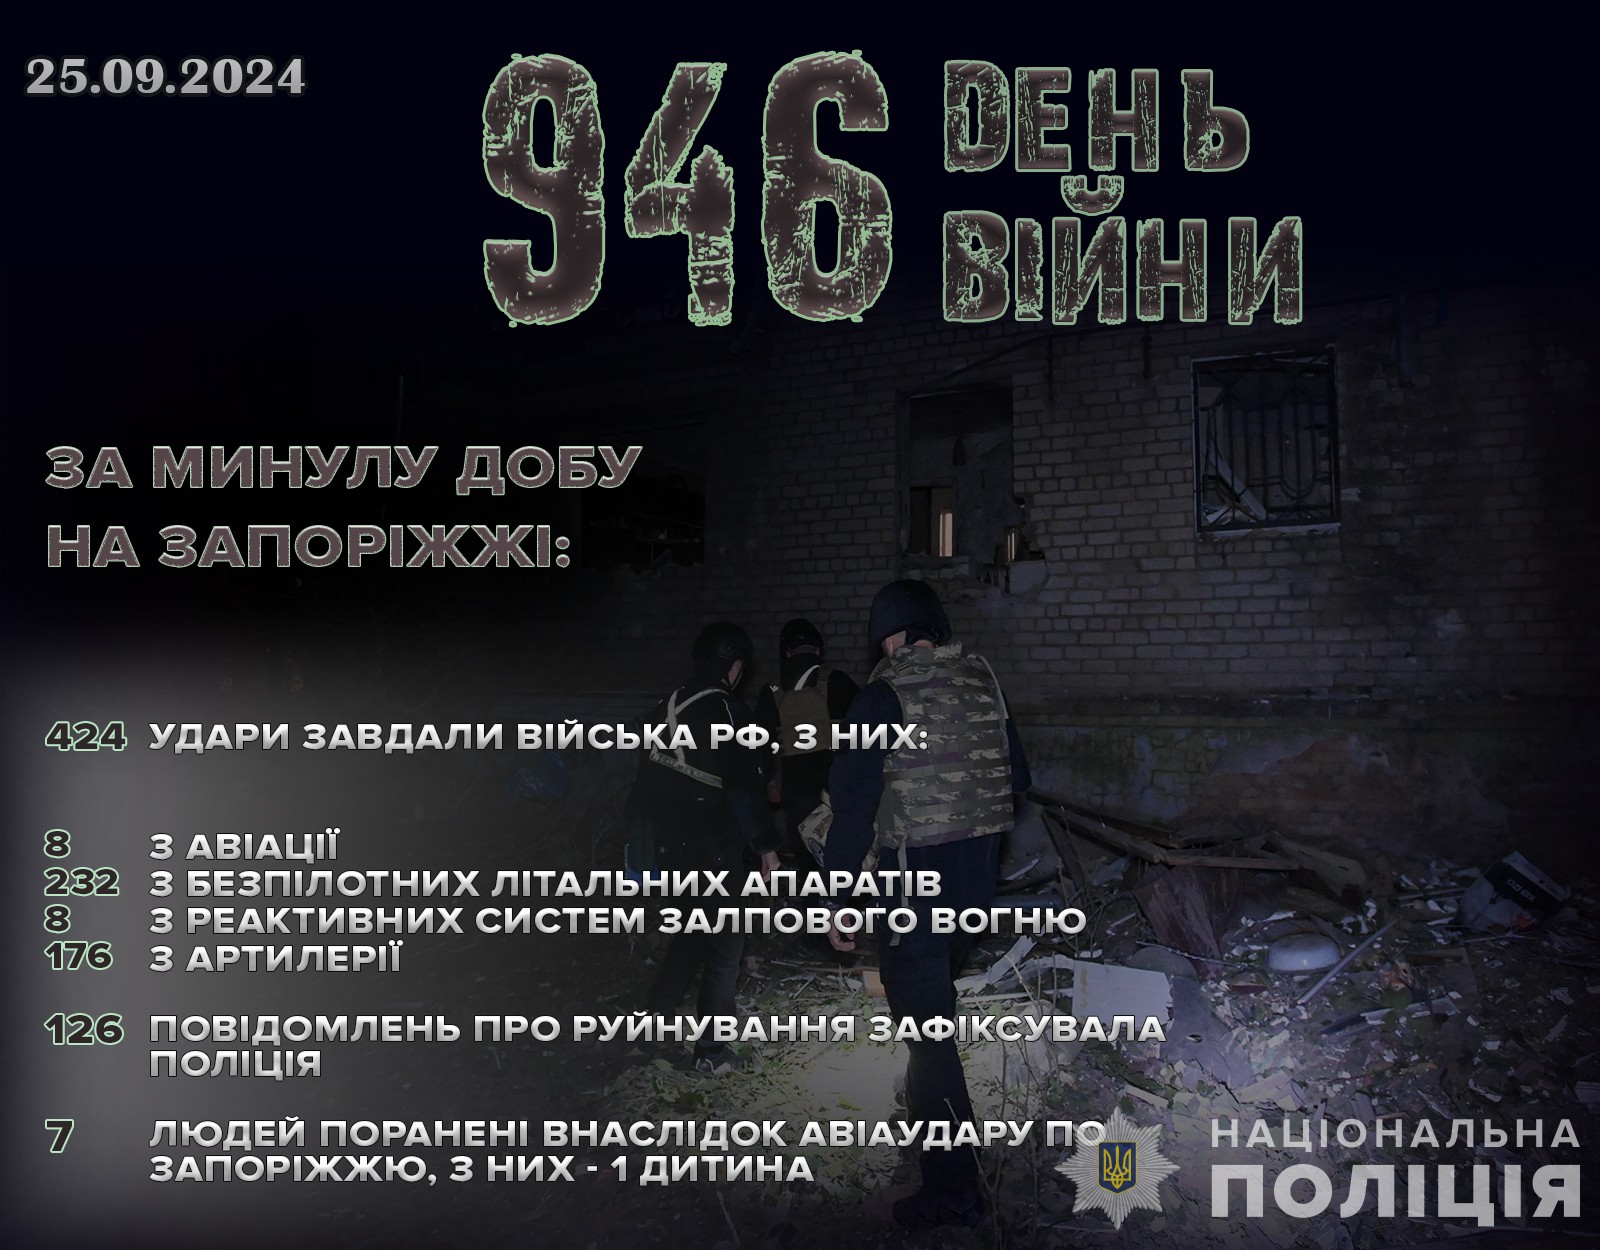 25.09.2024
946 ДЕНЬ
ВІЙНИ
ЗА МИНУЛУ ДОБУ
НА ЗАПОРІЖЖІ:
424 УДАРИ ЗАВДАЛИ ВІЙСЬКА РФ, З НИХ:
8 З АВІАЦІЇ
232 З БЕЗПІЛОТНИХ ЛІТАЛЬНИХ АПАРАТІВ
8 З РЕАКТИВНИХ СИСТЕМ ЗАЛПОВОГО ВОГНЮ
176 З АРТИЛЕРІЇ
126 ПОВІДОМЛЕНЬ ПРО РУЙНУВАННЯ ЗАФІКСУВАЛА
ПОЛІЦІЯ
7 ЛЮДЕЙ ПОРАНЕНІ ВНАСЛІДОК АВІАУДАРУ ПО
ЗАПОРІЖЖЮ, З НИХ - 1 ДИТИНА
НАЦІОНАЛЬНА
ПОЛІЦІЯ